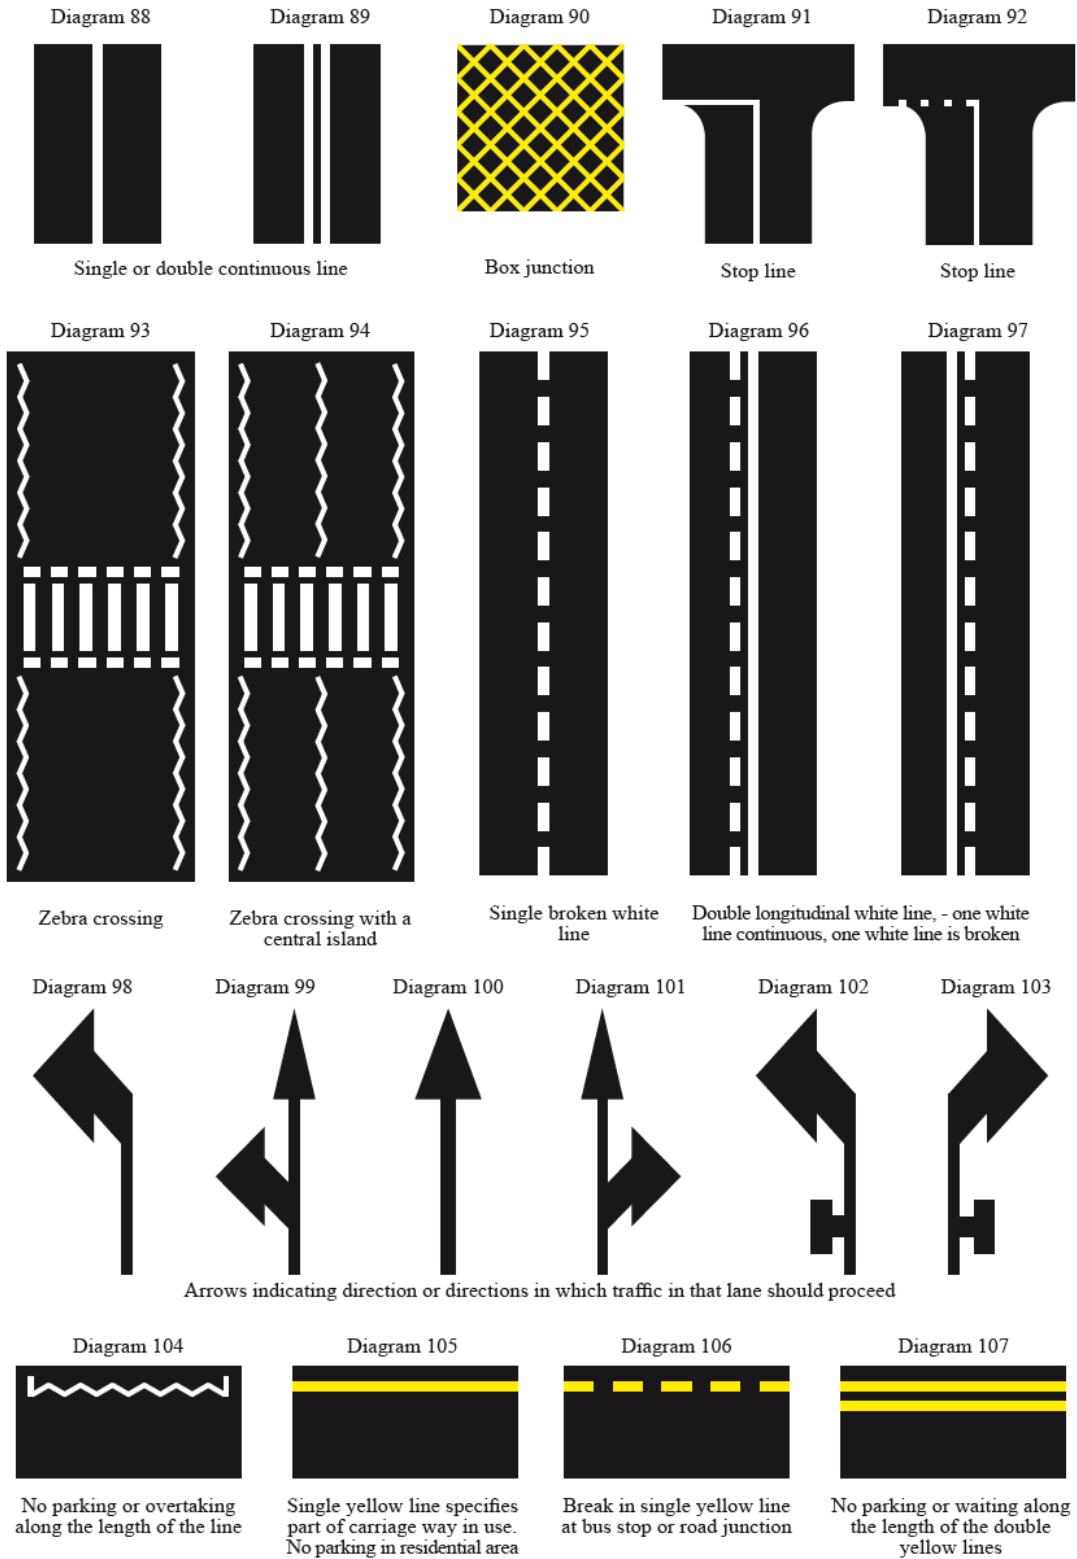 Diagram 88
Diagram 89
Diagram 90
Diagram 91
Diagram 92
Single or double continuous line
Box junction
Stop line
Stop line
Diagram 93
Diagram 94
Diagram 95
Diagram 96
Diagram 97
Zebra crossing
Zebra crossing with a
central island
Single broken white
line
Double longitudinal white line, - one white
line continuous, one white line is broken
Diagram 98
Diagram 99
Diagram 100
Diagram 101
Diagram 102
Diagram 103
Arrows indicating direction or directions in which traffic in that lane should proceed
Diagram 104
Diagram 105
Diagram 106
Diagram 107
No parking or overtaking
along the length of the line
Single yellow line specifies
part of carriage way in use.
No parking in residential area
Break in single yellow line
at bus stop or road junction
No parking or waiting along
the length of the double
yellow lines